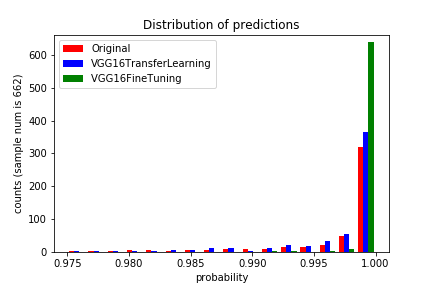 Distribution of predictions
Original
VGG16TransferLearning
VGG16FineTuning
counts (sample num is 662)
600
500
400
300
200
100
0
0.975 0.980 0.985 0.990 0.995 1.000
probability